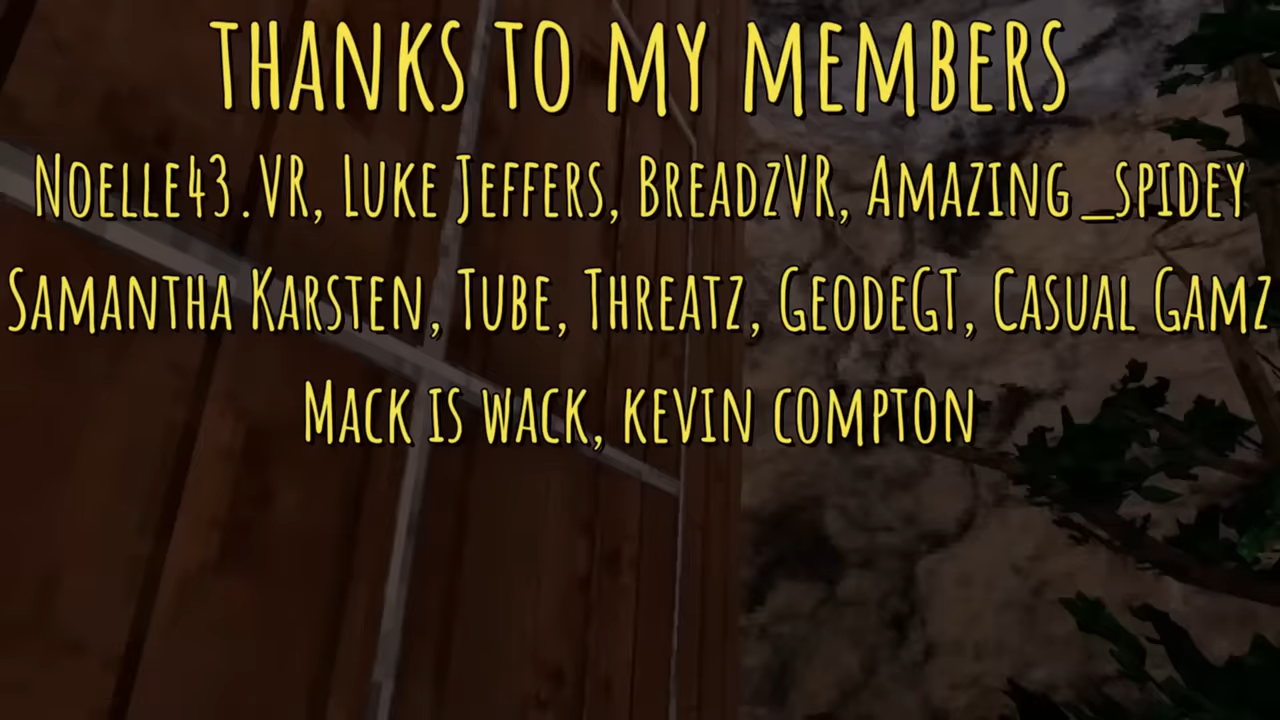 THANKS TO MY MEMBERS
NOELLE43.VR, LUKE JEFFERS, BREADZVR, AMAZING_SPIDEY
SAMANTHA KARSTEN, TUBE, THREATZ, GEODEGT, CASUAL GAMZ
MACK IS WACK, KEVIN COMPTON